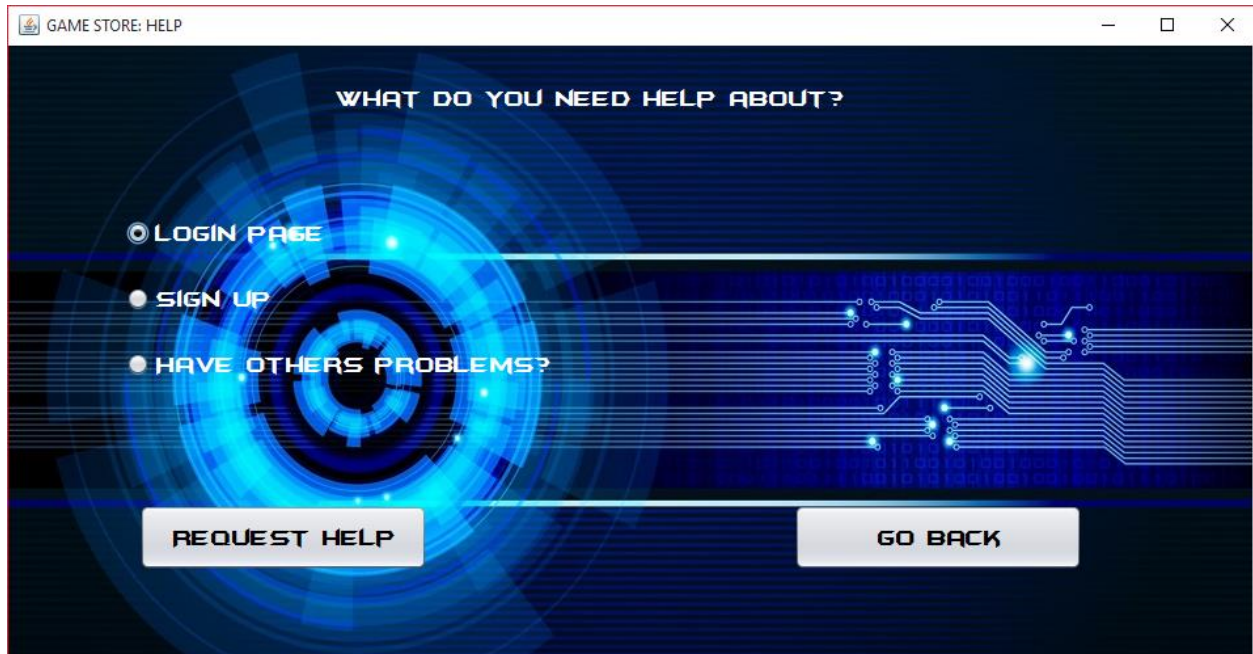 GAME STORE: HELP
WHAT DO YOU NEED HELP ABOUT?
LOGIN PAGE
SIGN UP
HAVE OTHERS PROBLEMS?
REQUEST HELP
GO BACK